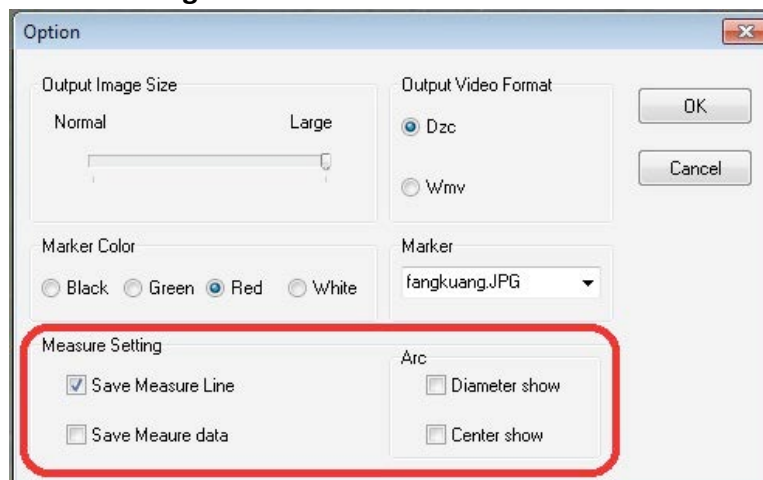 Option
Output Image Size
Normal Large
Output Video Format
Dzc
Wmv
OK
Cancel
Marker Color
Black Green Red White
Marker
fangkuang.JPG
Measure Setting
Save Measure Line
Save Meaure data
Arc
Diameter show
Center show